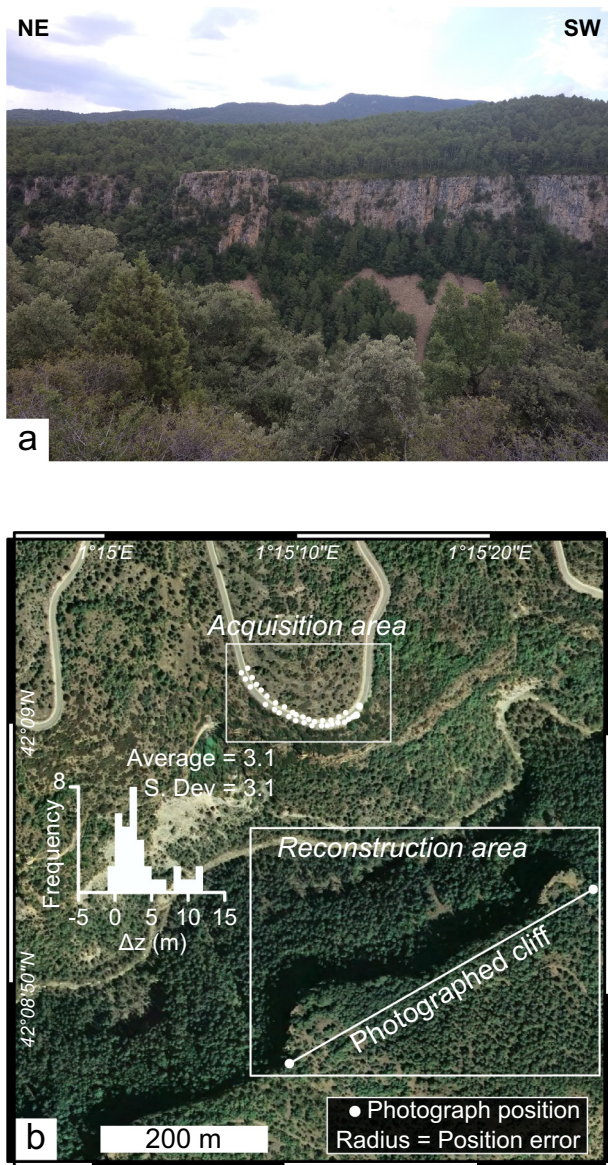 NE SW
a
1°15'E 1°15'10"E 1°15'20"E
Acquisition area
42°09'N
Average = 3.1
S. Dev = 3.1
8
Frequency
-5 0 5 10 15
Δz (m)
Reconstruction area
Photographed cliff
42°08'50"N
Photograph position
Radius = Position error
b
200 m